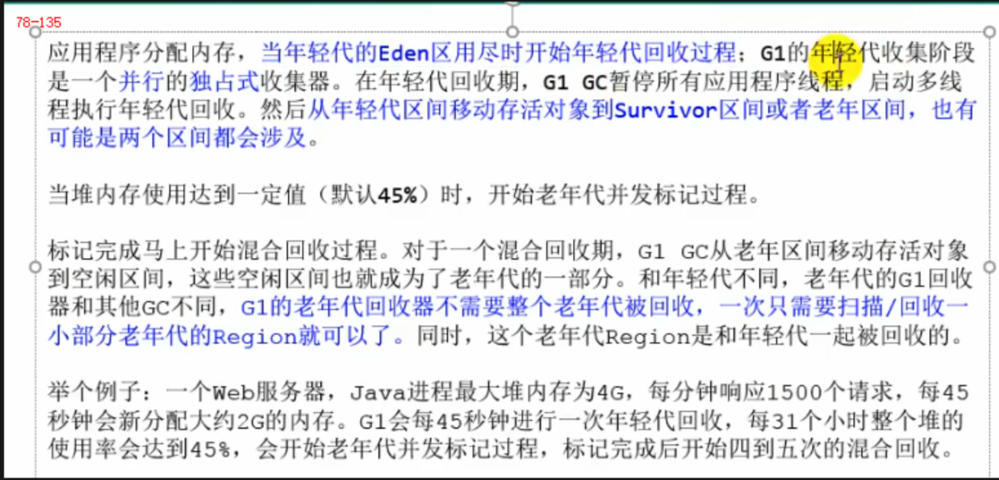 78-135
应用程序分配内存，当年轻代的Eden区用尽时开始年轻代回收过程；G1的年轻代收集阶段
是一个并行的独占式收集器。在年轻代回收期，G1 GC暂停所有应用程序线程，启动多线
程执行年轻代回收。然后从年轻代区间移动存活对象到Survivor区间或者老年区间，也有
可能是两个区间都会涉及。
当堆内存使用达到一定值（默认45%）时，开始老年代并发标记过程。
标记完成马上开始混合回收过程。对于一个混合回收期，G1 GC从老年区间移动存活对象
到空闲区间，这些空闲区间也就成为了老年代的一部分。和年轻代不同，老年代的G1回收
器和其他GC不同，G1的老年代回收器不需要整个老年代被回收，一次只需要扫描/回收一
小部分老年代的Region就可以了。同时，这个老年代Region是和年轻代一起被回收的。
举个例子：一个Web服务器，Java进程最大堆内存为4G，每分钟响应1500个请求，每45
秒钟会新分配大约2G的内存。G1会每45秒钟进行一次年轻代回收，每31个小时整个堆的
使用率会达到45%，会开始老年代并发标记过程，标记完成后开始四到五次的混合回收。